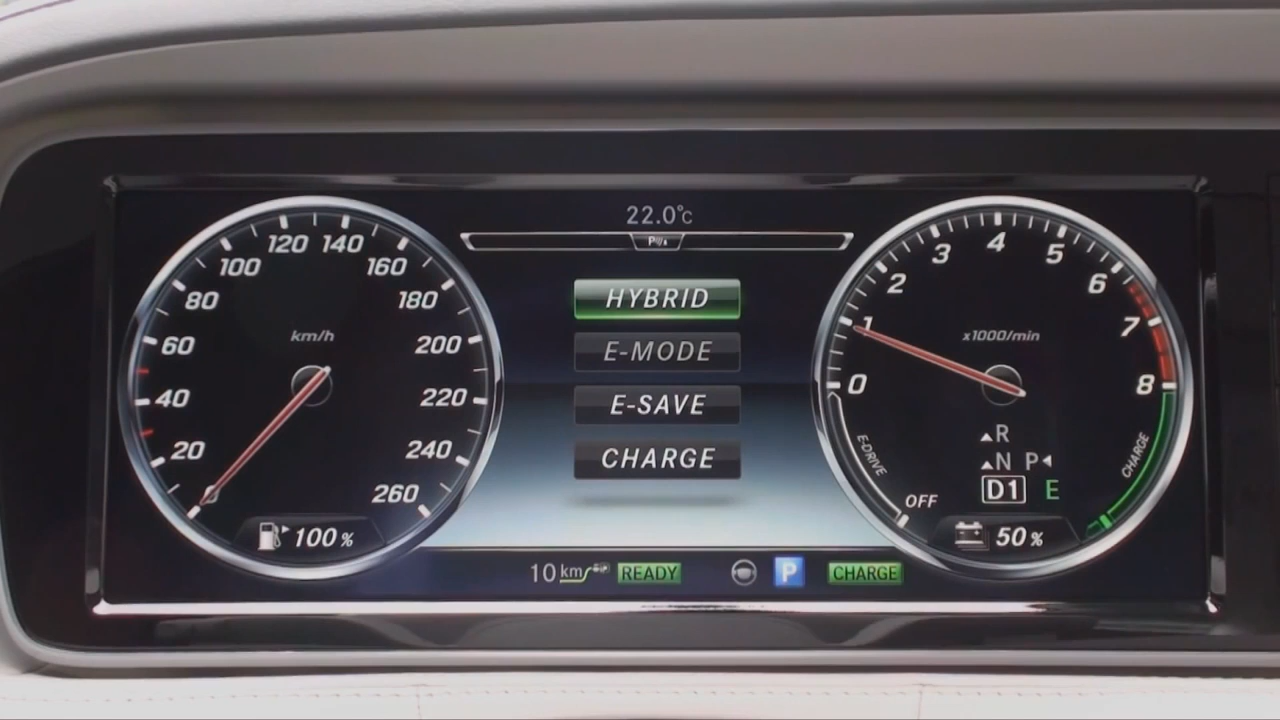 22.0°c
HYBRID
E-MODE
E-SAVE
CHARGE
km/h
0
20
40
60
80
100
120
140
160
180
200
220
240
260
100 %
x1000/min
0
1
2
3
4
5
6
7
8
E-DRIVE
OFF
CHARGE
R
N P
D1 E
50 %
10 km READY P CHARGE